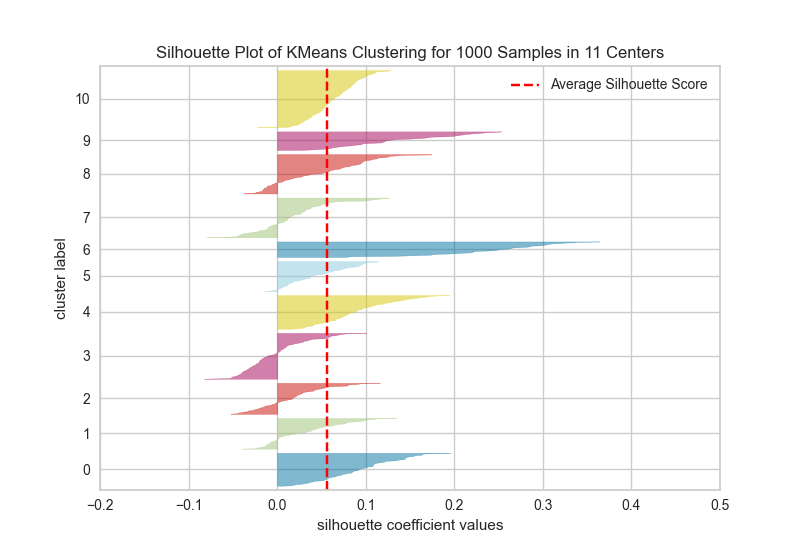 Silhouette Plot of KMeans Clustering for 1000 Samples in 11 Centers
Average Silhouette Score
10
9
8
7
6
5
4
3
2
1
0
cluster label
−0.2 −0.1 0.0 0.1 0.2 0.3 0.4 0.5
silhouette coefficient values